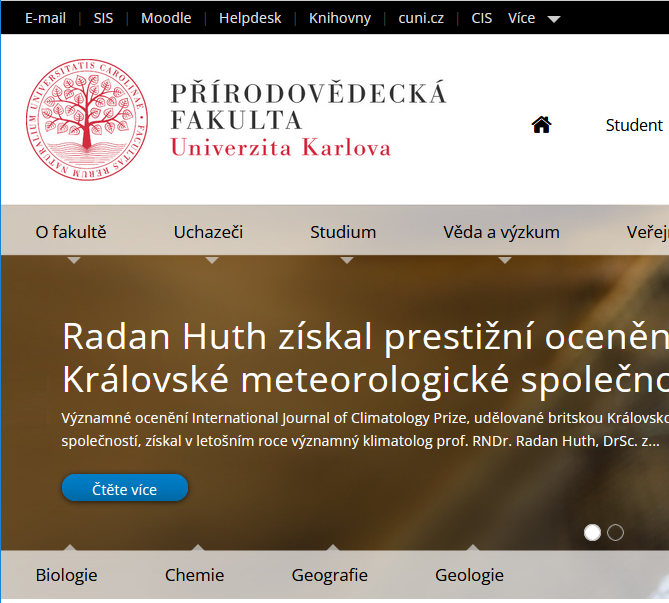 E-mail | SIS | Moodle | Helpdesk | Knihovny | cuni.cz | CIS Více
UNIVERSITATIS CAROLINAE • FACULTAS RERUM NATURALIUM
PŘÍRODOVĚDECKÁ
FAKULTA
Univerzita Karlova
Student
O fakultě Uchazeči Studium Věda a výzkum Veřej
Radan Huth získal prestižní oceněn
Královské meteorologické společno
Významné ocenění International Journal of Climatology Prize, udělované britskou Královsko
společností, získal v letošním roce významný klimatolog prof. RNDr. Radan Huth, DrSc. z...
Čtěte více
Biologie Chemie Geografie Geologie